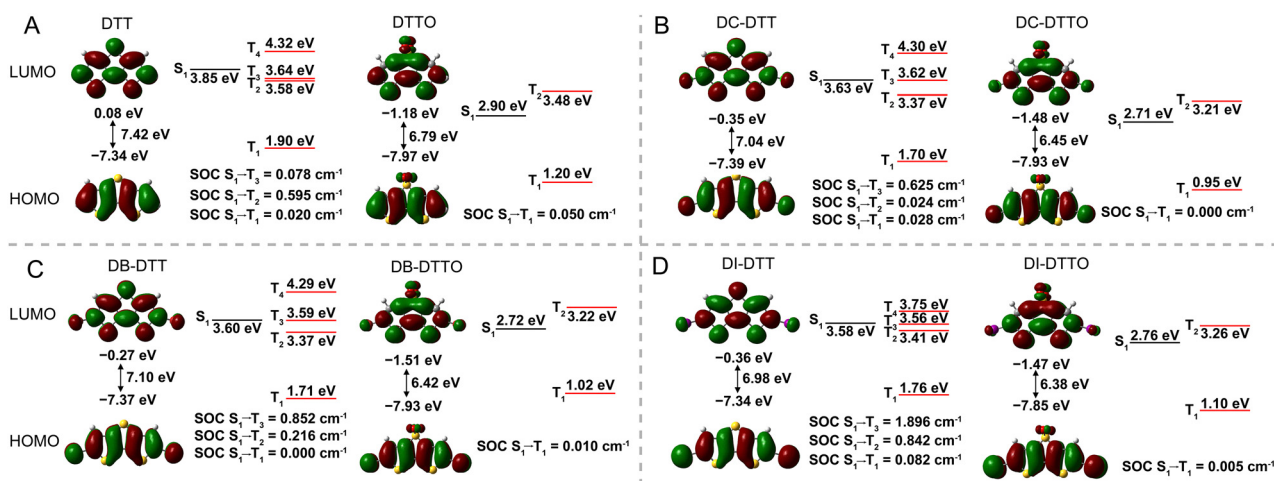 A
DTT
DTTO
LUMO
T4 4.32 eV
S1 3.85 eV
T3 3.64 eV
T2 3.58 eV
0.08 eV
7.42 eV
−7.34 eV
T1 1.90 eV
HOMO
SOC S1→T3 = 0.078 cm-1
SOC S1→T2 = 0.595 cm-1
SOC S1→T1 = 0.020 cm-1
S1 2.90 eV
T2 3.48 eV
−1.18 eV
6.79 eV
−7.97 eV
T1 1.20 eV
SOC S1→T1 = 0.050 cm-1
B
DC-DTT
DC-DTTO
T4 4.30 eV
S1 3.63 eV
T3 3.62 eV
T2 3.37 eV
−0.35 eV
7.04 eV
−7.39 eV
T1 1.70 eV
SOC S1→T3 = 0.625 cm-1
SOC S1→T2 = 0.024 cm-1
SOC S1→T1 = 0.028 cm-1
S1 2.71 eV
T2 3.21 eV
−1.48 eV
6.45 eV
−7.93 eV
T1 0.95 eV
SOC S1→T1 = 0.000 cm-1
C
DB-DTT
DB-DTTO
LUMO
T4 4.29 eV
S1 3.60 eV
T3 3.59 eV
T2 3.37 eV
−0.27 eV
7.10 eV
−7.37 eV
T1 1.71 eV
HOMO
SOC S1→T3 = 0.852 cm-1
SOC S1→T2 = 0.216 cm-1
SOC S1→T1 = 0.000 cm-1
S1 2.72 eV
T2 3.22 eV
−1.51 eV
6.42 eV
−7.93 eV
T1 1.02 eV
SOC S1→T1 = 0.010 cm-1
D
DI-DTT
DI-DTTO
T4 3.75 eV
S1 3.58 eV
T3 3.56 eV
T2 3.41 eV
−0.36 eV
6.98 eV
−7.34 eV
T1 1.76 eV
SOC S1→T3 = 1.896 cm-1
SOC S1→T2 = 0.842 cm-1
SOC S1→T1 = 0.082 cm-1
S1 2.76 eV
T2 3.26 eV
−1.47 eV
6.38 eV
−7.85 eV
T1 1.10 eV
SOC S1→T1 = 0.005 cm-1